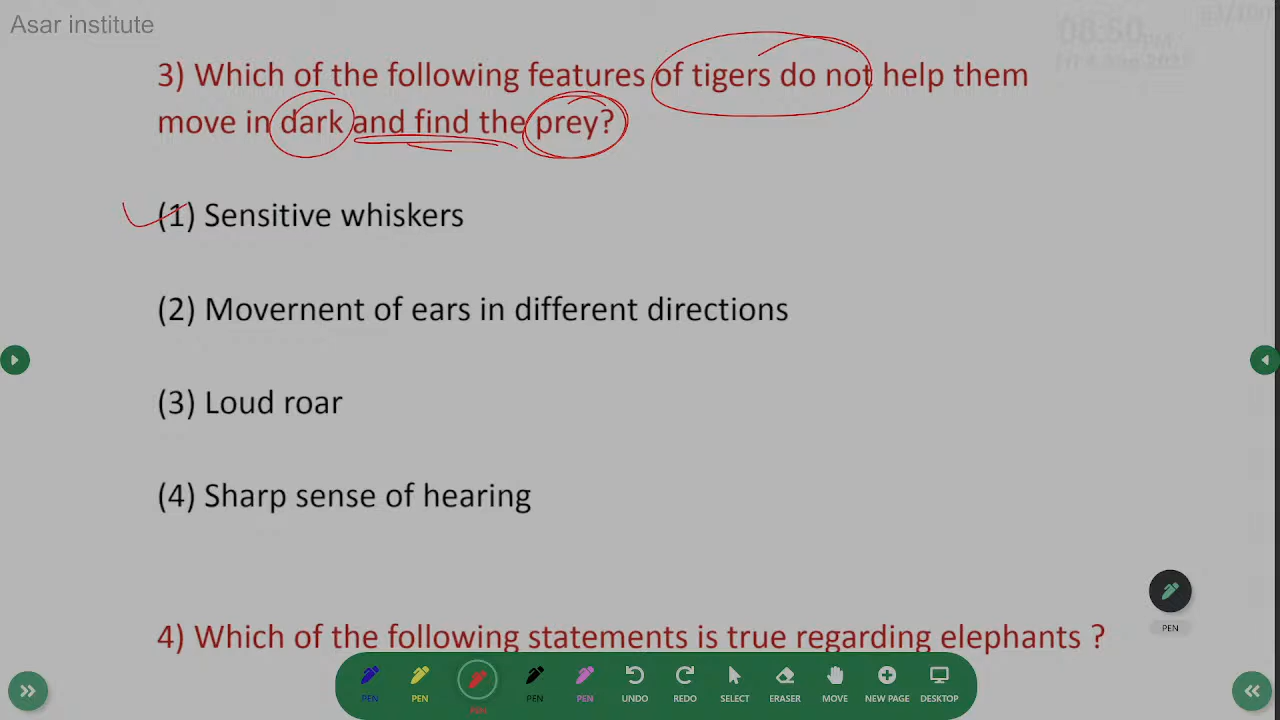 Asar institute
3) Which of the following features of tigers do not help them
move in dark and find the prey?
(1) Sensitive whiskers
(2) Movernent of ears in different directions
(3) Loud roar
(4) Sharp sense of hearing
PEN
4) Which of the following statements is true regarding elephants ?
PEN PEN PEN PEN PEN UNDO REDO SELECT ERASER MOVE NEW PAGE DESKTOP